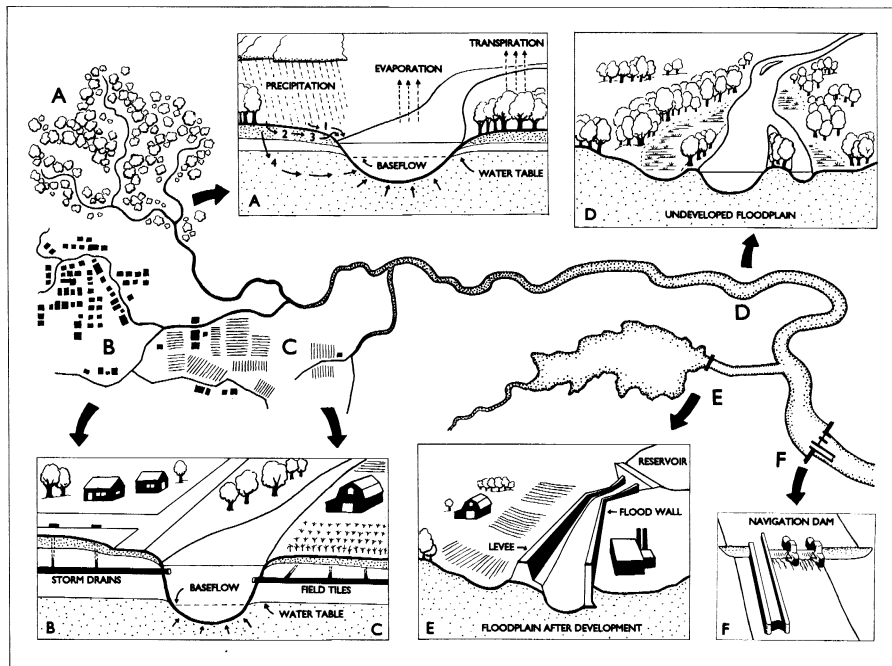 A
PRECIPITATION
EVAPORATION
TRANSPIRATION
1
2
3
4
BASEFLOW
WATER TABLE
A
D
UNDEVELOPED FLOODPLAIN
B
C
D
E
F
STORM DRAINS
BASEFLOW
FIELD TILES
WATER TABLE
B
C
RESERVOIR
FLOOD WALL
LEVEE
E
FLOODPLAIN AFTER DEVELOPMENT
NAVIGATION DAM
F